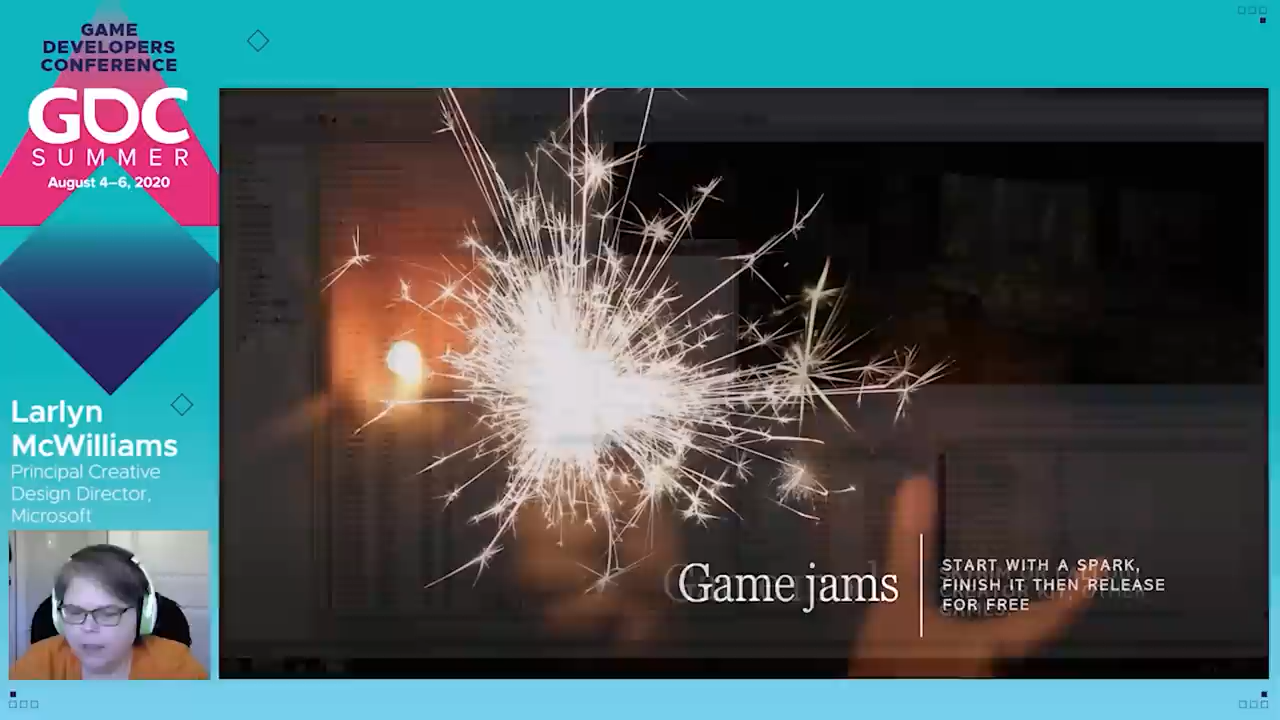 GAME
DEVELOPERS
CONFERENCE
GDC
SUMMER
August 4–6, 2020
Larlyn
McWilliams
Principal Creative
Design Director,
Microsoft
Game jams
START WITH A SPARK,
FINISH IT THEN RELEASE
FOR FREE